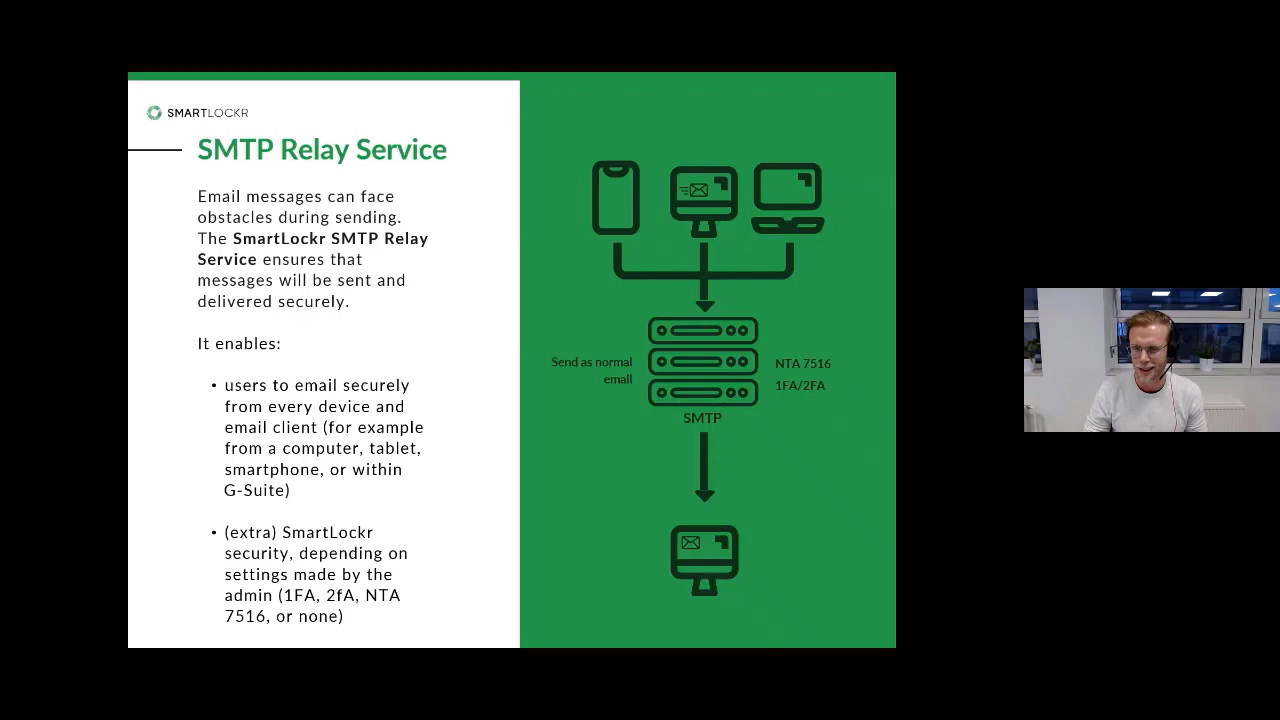 SMARTLOCKR
SMTP Relay Service
Email messages can face
obstacles during sending.
The SmartLockr SMTP Relay
Service ensures that
messages will be sent and
delivered securely.
It enables:
• users to email securely
from every device and
email client (for example
from a computer, tablet,
smartphone, or within
G-Suite)
• (extra) SmartLockr
security, depending on
settings made by the
admin (1FA, 2fA, NTA
7516, or none)
Send as normal
email
NTA 7516
1FA/2FA
SMTP